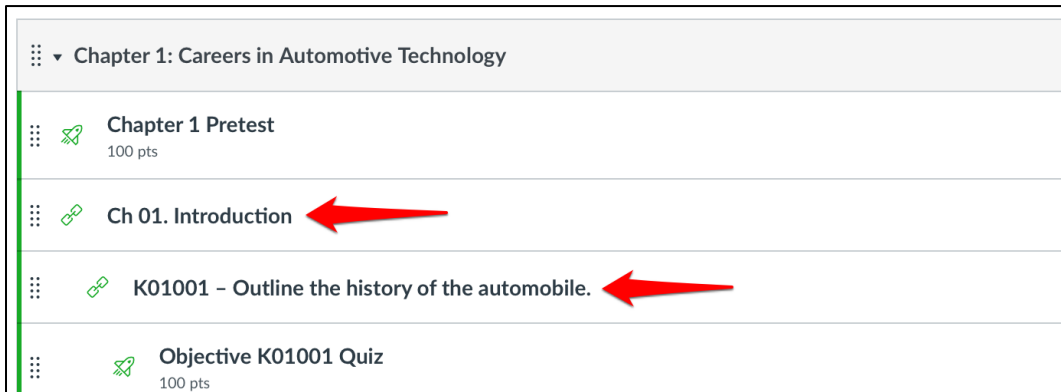 Chapter 1: Careers in Automotive Technology
Chapter 1 Pretest
100 pts
Ch 01. Introduction
K01001 – Outline the history of the automobile.
Objective K01001 Quiz
100 pts